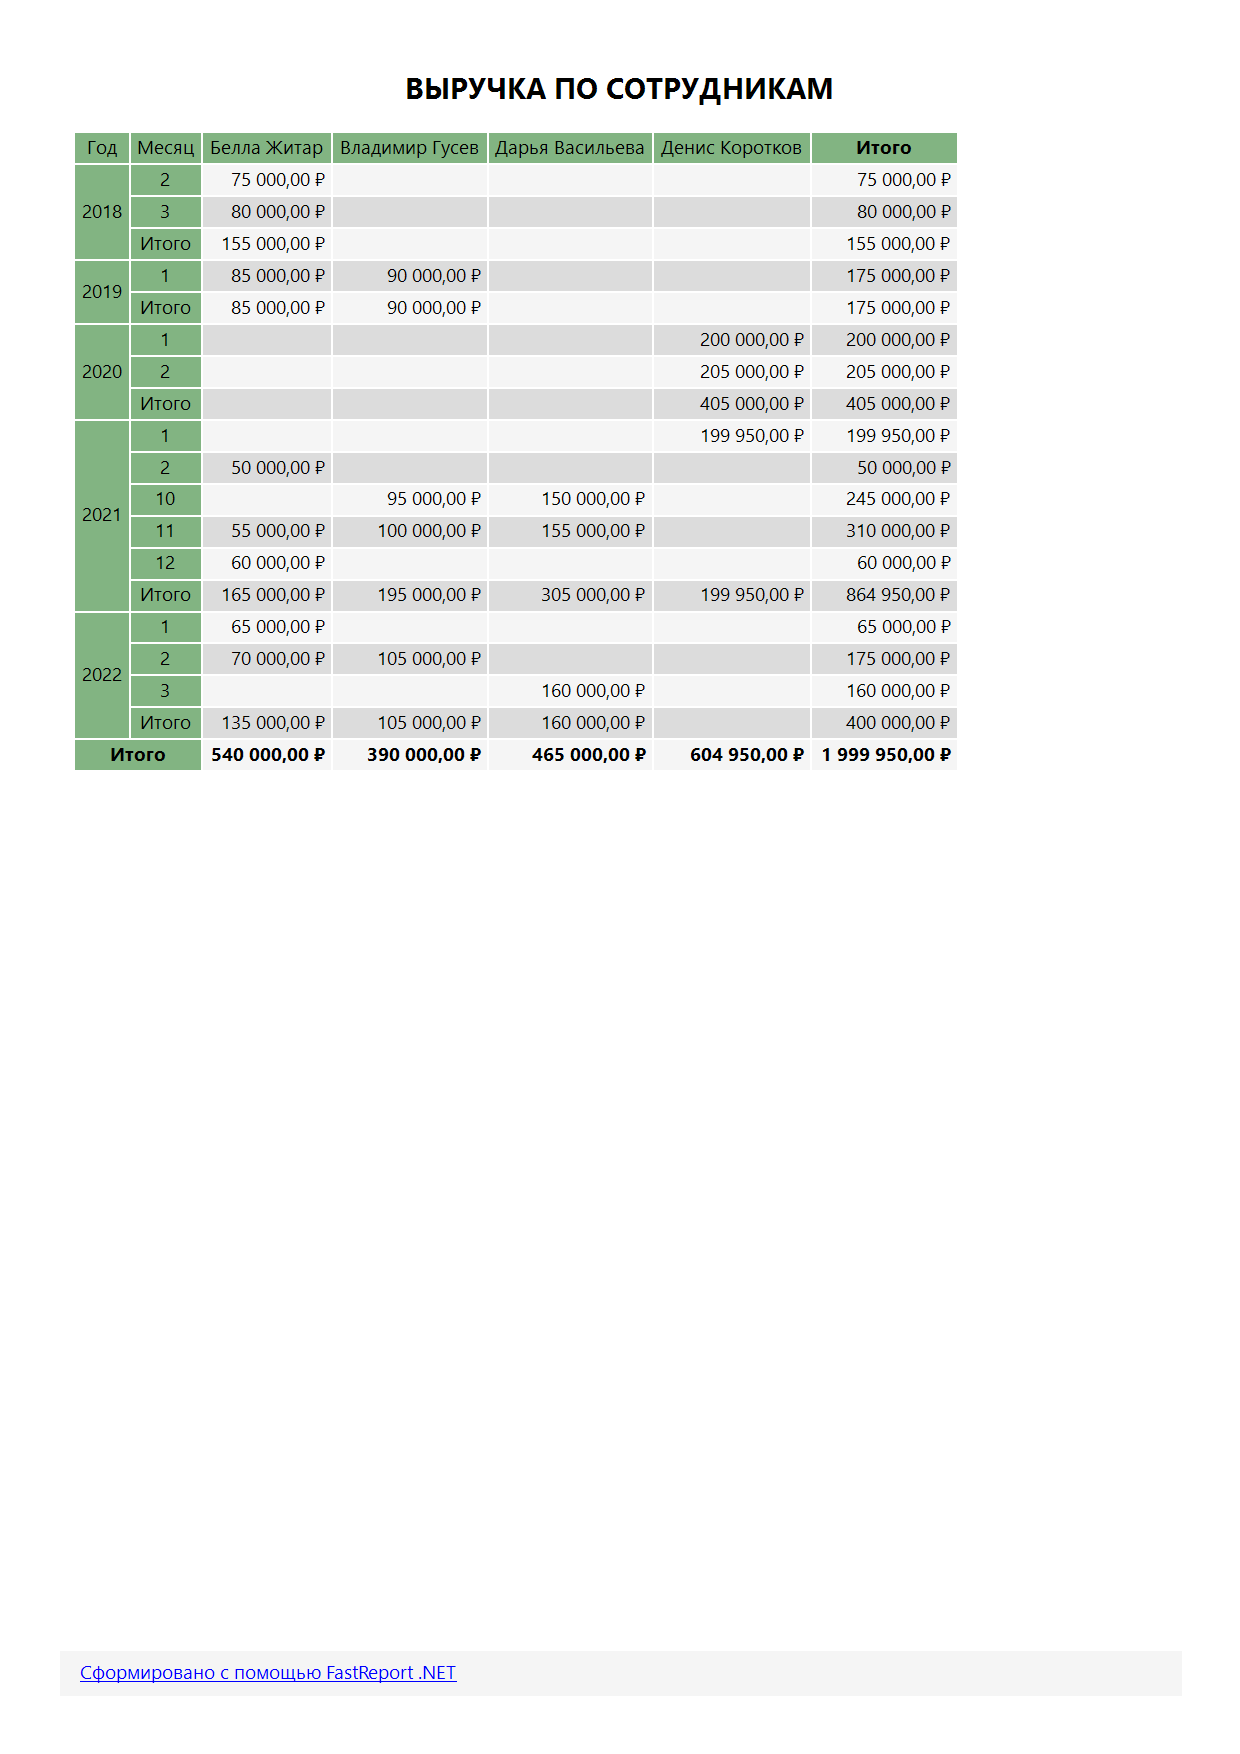 ВЫРУЧКА ПО СОТРУДНИКАМ
Год Месяц Белла Житар Владимир Гусев Дарья Васильева Денис Коротков Итого
2 75 000,00 ₽ 75 000,00 ₽
2018 3 80 000,00 ₽ 80 000,00 ₽
Итого 155 000,00 ₽ 155 000,00 ₽
2019 1 85 000,00 ₽ 90 000,00 ₽ 175 000,00 ₽
Итого 85 000,00 ₽ 90 000,00 ₽ 175 000,00 ₽
1 200 000,00 ₽ 200 000,00 ₽
2020 2 205 000,00 ₽ 205 000,00 ₽
Итого 405 000,00 ₽ 405 000,00 ₽
1 199 950,00 ₽ 199 950,00 ₽
2 50 000,00 ₽ 50 000,00 ₽
10 95 000,00 ₽ 150 000,00 ₽ 245 000,00 ₽
2021 11 55 000,00 ₽ 100 000,00 ₽ 155 000,00 ₽ 310 000,00 ₽
12 60 000,00 ₽ 60 000,00 ₽
Итого 165 000,00 ₽ 195 000,00 ₽ 305 000,00 ₽ 199 950,00 ₽ 864 950,00 ₽
1 65 000,00 ₽ 65 000,00 ₽
2022 2 70 000,00 ₽ 105 000,00 ₽ 175 000,00 ₽
3 160 000,00 ₽ 160 000,00 ₽
Итого 135 000,00 ₽ 105 000,00 ₽ 160 000,00 ₽ 400 000,00 ₽
Итого 540 000,00 ₽ 390 000,00 ₽ 465 000,00 ₽ 604 950,00 ₽ 1 999 950,00 ₽
Сформировано с помощью FastReport .NET